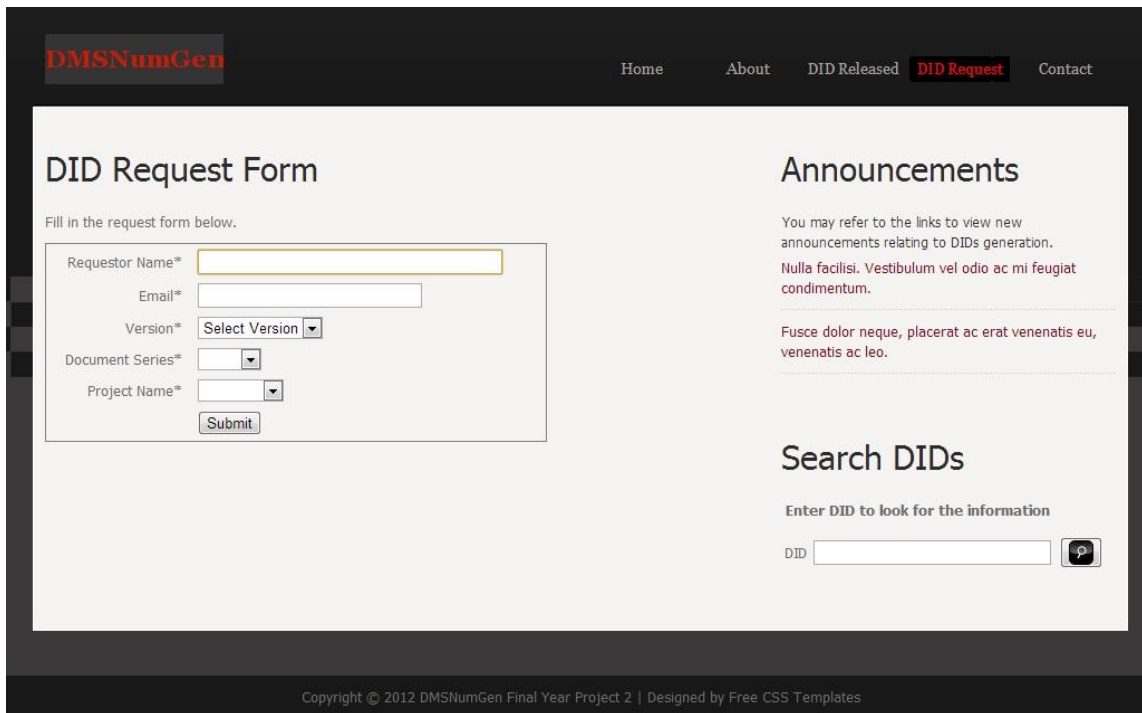 DMSNumGen
Home About DID Released DID Request Contact
DID Request Form
Fill in the request form below.
Requestor Name*
Email*
Version* Select Version
Document Series*
Project Name*
Submit
Announcements
You may refer to the links to view new
announcements relating to DIDs generation.
Nulla facilisi. Vestibulum vel odio ac mi feugiat
condimentum.
Fusce dolor neque, placerat ac erat venenatis eu,
venenatis ac leo.
Search DIDs
Enter DID to look for the information
DID
Copyright © 2012 DMSNumGen Final Year Project 2 | Designed by Free CSS Templates